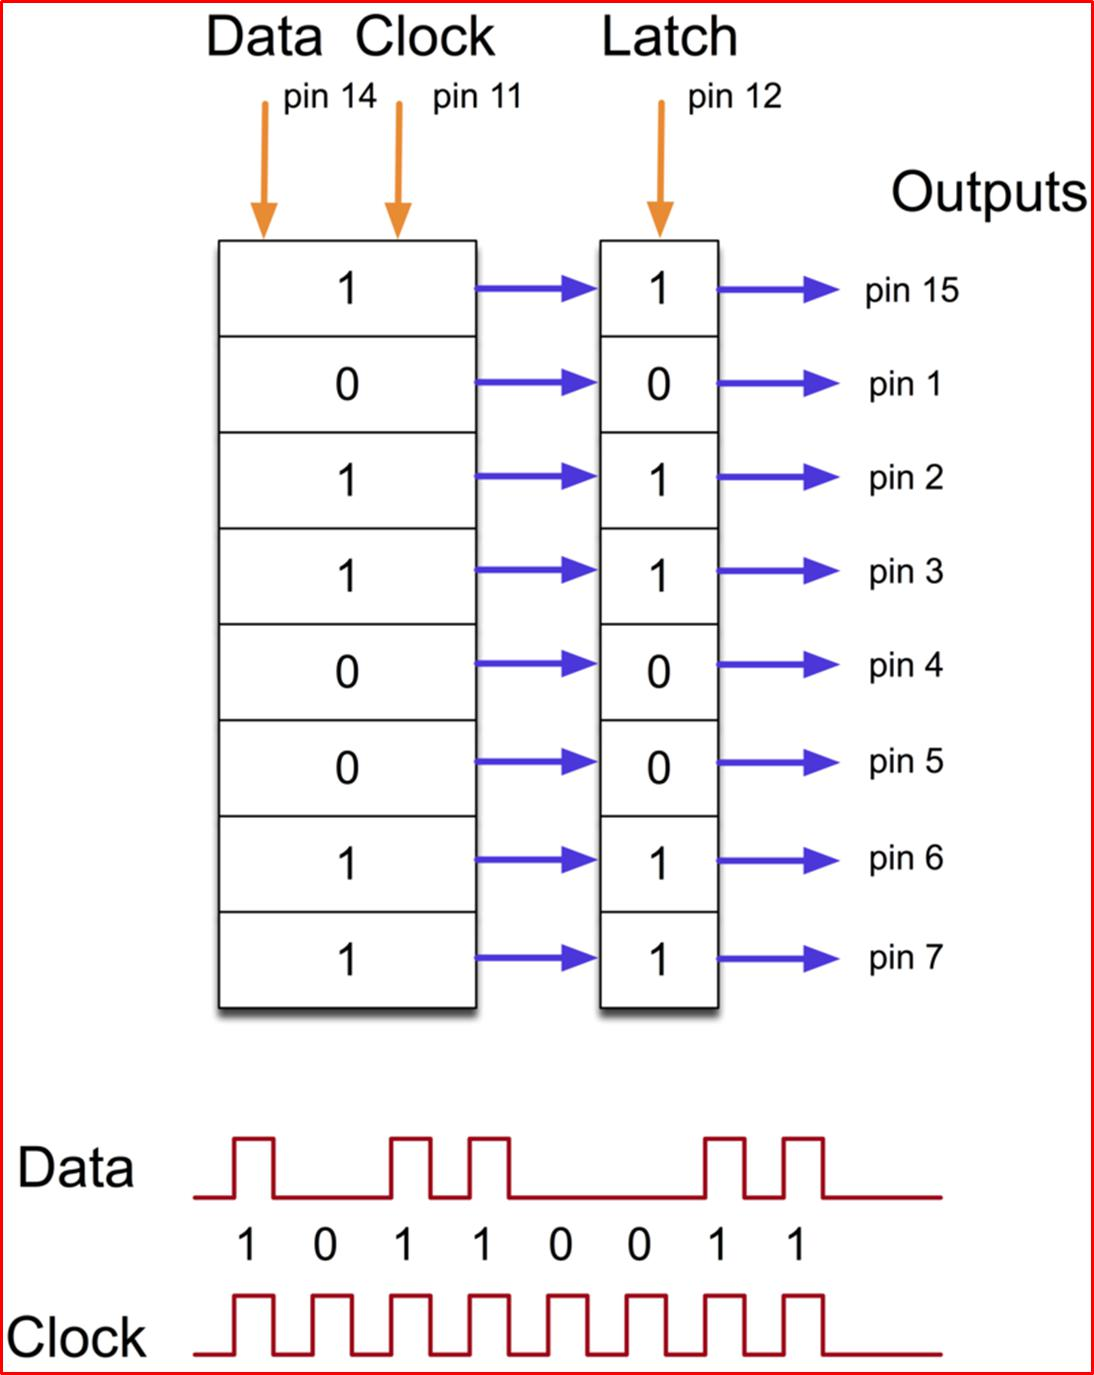 Data Clock Latch
pin 14 pin 11 pin 12
Outputs
1 1 pin 15
0 0 pin 1
1 1 pin 2
1 1 pin 3
0 0 pin 4
0 0 pin 5
1 1 pin 6
1 1 pin 7
Data
1 0 1 1 0 0 1 1
Clock